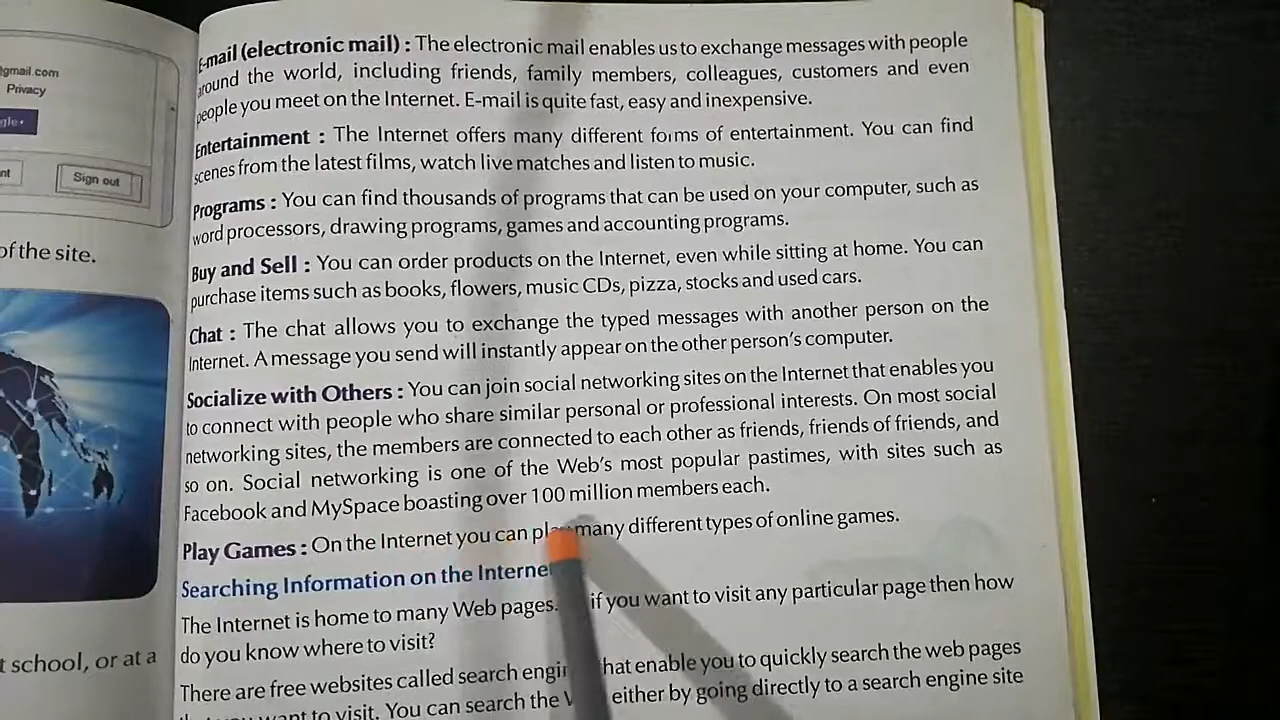 @gmail.com
Privacy
gle+
nt
Sign out
of the site.
t school, or at a
E-mail (electronic mail) : The electronic mail enables us to exchange messages with people
around the world, including friends, family members, colleagues, customers and even
people you meet on the Internet. E-mail is quite fast, easy and inexpensive.
Entertainment : The Internet offers many different forms of entertainment. You can find
scenes from the latest films, watch live matches and listen to music.
Programs : You can find thousands of programs that can be used on your computer, such as
word processors, drawing programs, games and accounting programs.
Buy and Sell : You can order products on the Internet, even while sitting at home. You can
purchase items such as books, flowers, music CDs, pizza, stocks and used cars.
Chat : The chat allows you to exchange the typed messages with another person on the
Internet. A message you send will instantly appear on the other person's computer.
Socialize with Others : You can join social networking sites on the Internet that enables you
to connect with people who share similar personal or professional interests. On most social
networking sites, the members are connected to each other as friends, friends of friends, and
so on. Social networking is one of the Web's most popular pastimes, with sites such as
Facebook and MySpace boasting over 100 million members each.
Play Games : On the Internet you can play many different types of online games.
Searching Information on the Internet
The Internet is home to many Web pages. if you want to visit any particular page then how
do you know where to visit?
There are free websites called search that enable you to quickly search the web pages
want to visit. You can search the either by going directly to a search engine site